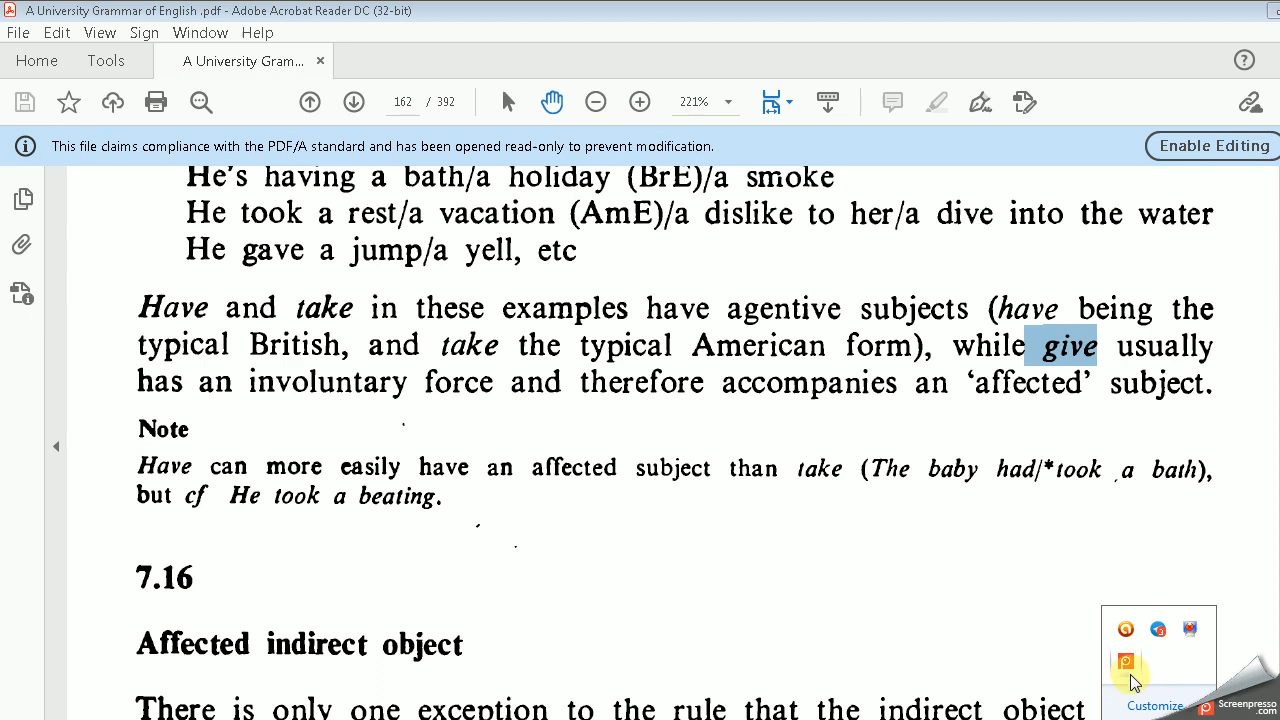 A University Grammar of English .pdf - Adobe Acrobat Reader DC (32-bit)
File Edit View Sign Window Help
Home Tools A University Gram... ×
162 / 392 221%
This file claims compliance with the PDF/A standard and has been opened read-only to prevent modification. Enable Editing
He's having a bath/a holiday (BrE)/a smoke
He took a rest/a vacation (AmE)/a dislike to her/a dive into the water
He gave a jump/a yell, etc
Have and take in these examples have agentive subjects (have being the
typical British, and take the typical American form), while give usually
has an involuntary force and therefore accompanies an ‘affected’ subject.
Note
Have can more easily have an affected subject than take (The baby had/*took a bath),
but cf He took a beating.
7.16
Affected indirect object
There is only one exception to the rule that the indirect object
Customize...
Screenpresso
.com